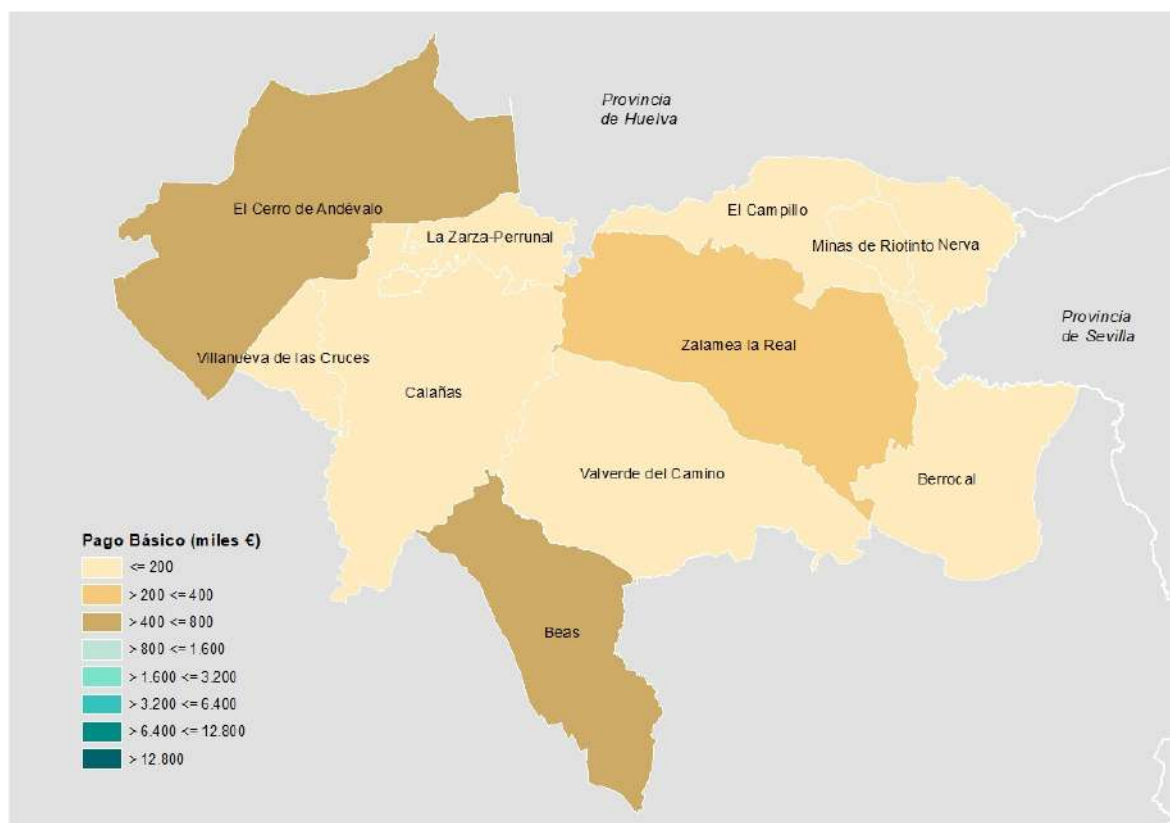 Provincia
de Huelva
El Cerro de Andévalo
El Campillo
La Zarza-Perrunal
Minas de Riotinto
Nerva
Provincia
de Sevilla
Villanueva de las Cruces
Zalamea la Real
Calañas
Valverde del Camino
Berrocal
Beas
Pago Básico (miles €)
<= 200
> 200 <= 400
> 400 <= 800
> 800 <= 1.600
> 1.600 <= 3.200
> 3.200 <= 6.400
> 6.400 <= 12.800
> 12.800